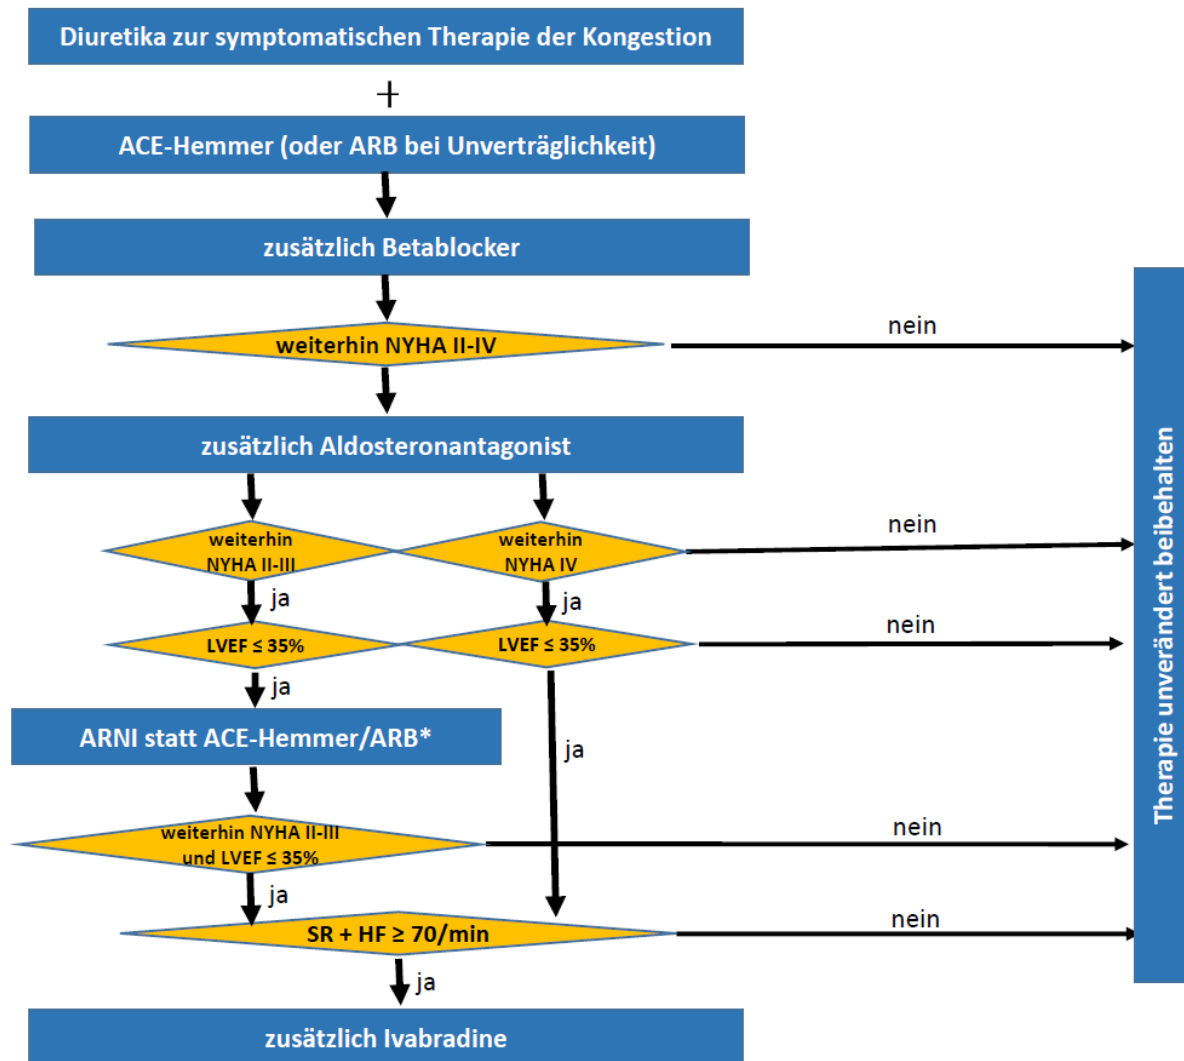 Diuretika zur symptomatischen Therapie der Kongestion
+
ACE-Hemmer (oder ARB bei Unverträglichkeit)
zusätzlich Betablocker
weiterhin NYHA II-IV
nein
zusätzlich Aldosteronantagonist
weiterhin
NYHA II-III
weiterhin
NYHA IV
nein
ja
ja
LVEF ≤ 35%
LVEF ≤ 35%
nein
ja
ARNI statt ACE-Hemmer/ARB*
ja
weiterhin NYHA II-III
und LVEF ≤ 35%
nein
ja
SR + HF ≥ 70/min
nein
ja
zusätzlich Ivabradine
Therapie unverändert beibehalten